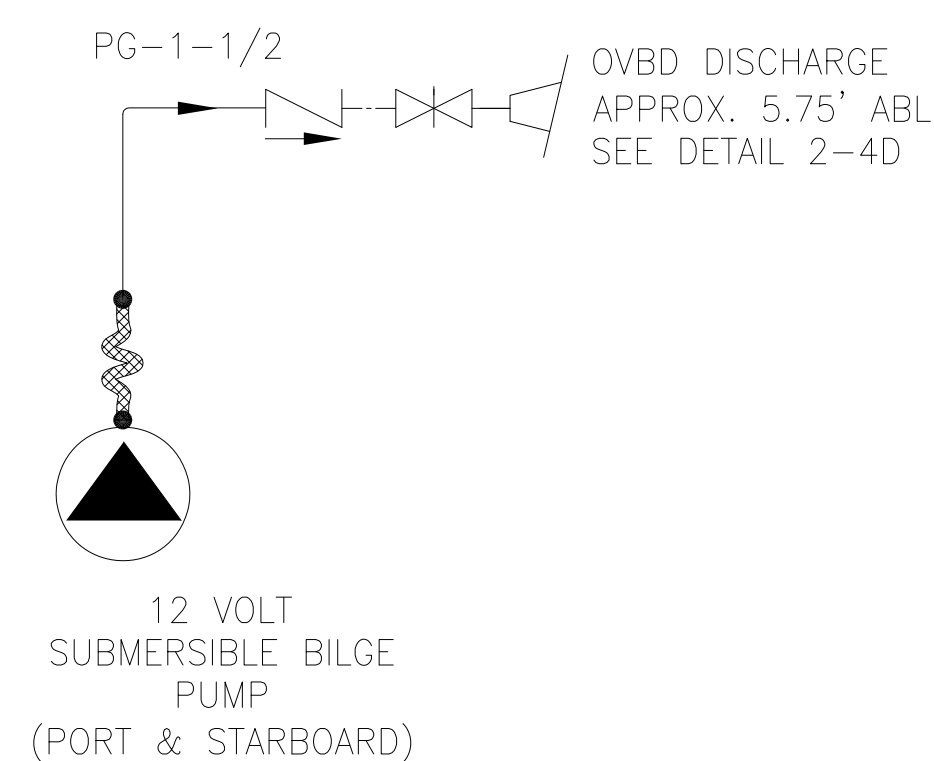 PG-1-1/2
OVBD DISCHARGE
APPROX. 5.75' ABL
SEE DETAIL 2-4D
12 VOLT
SUBMERSIBLE BILGE
PUMP
(PORT & STARBOARD)